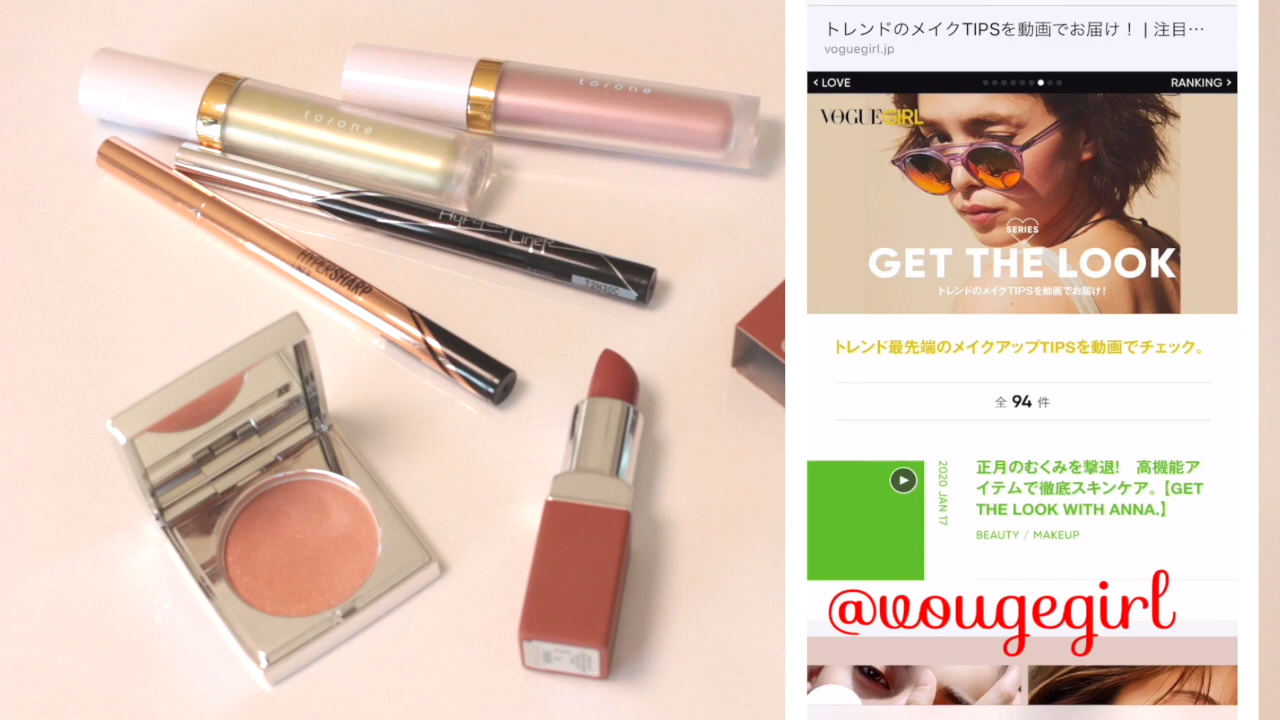 to/one
to/one
HYPERSHARP
トレンドのメイクTIPSを動画でお届け！ | 注目…
voguegirl.jp
< LOVE
RANKING >
VOGUEGIRL
SERIES
GET THE LOOK
トレンドのメイクTIPSを動画でお届け！
トレンド最先端のメイクアップTIPSを動画でチェック。
全 94 件
2020 JAN 17
正月のむくみを撃退!　高機能ア
イテムで徹底スキンケア。【GET
THE LOOK WITH ANNA.】
BEAUTY / MAKEUP
@vougegirl